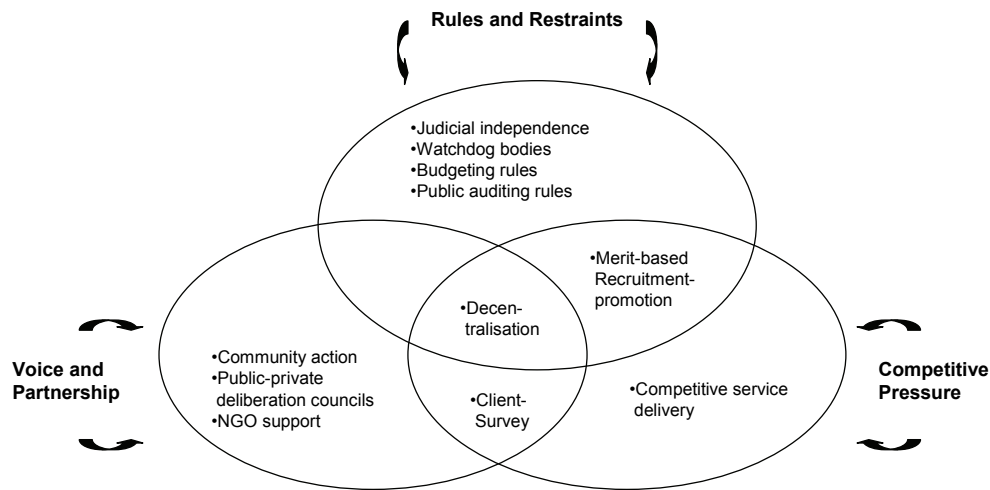 Rules and Restraints
•Judicial independence
•Watchdog bodies
•Budgeting rules
•Public auditing rules
•Merit-based
Recruitment-
promotion
•Decen-
tralisation
Voice and
Partnership
•Community action
•Public-private
deliberation councils
•NGO support
•Client-
Survey
•Competitive service
delivery
Competitive
Pressure